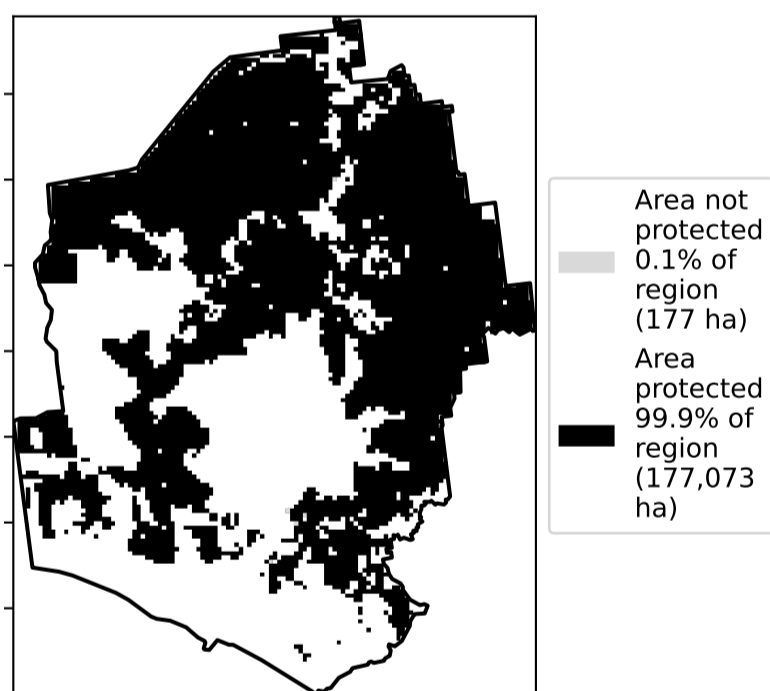 Area not
protected
0.1% of
region
(177 ha)
Area
protected
99.9% of
region
(177,073
ha)